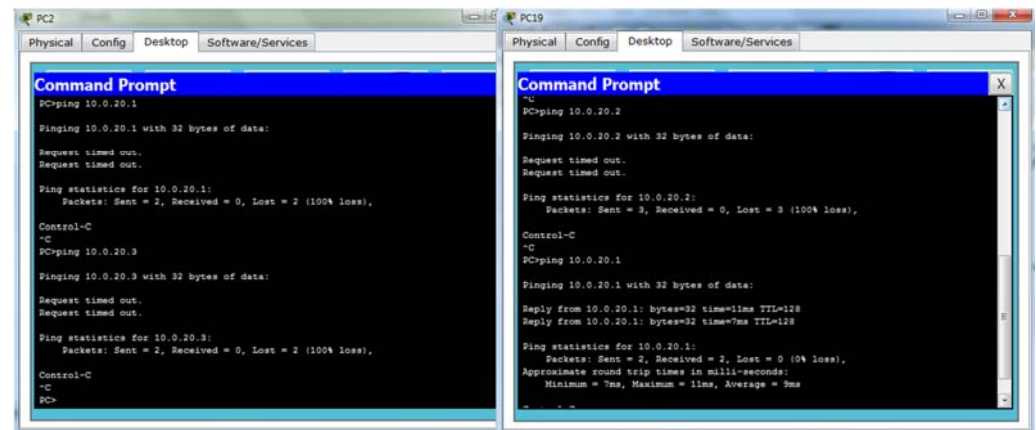 PC2
Physical Config Desktop Software/Services
Command Prompt
PC>ping 10.0.20.1
Pinging 10.0.20.1 with 32 bytes of data:
Request timed out.
Request timed out.
Ping statistics for 10.0.20.1:
Packets: Sent = 2, Received = 0, Lost = 2 (100% loss),
Control-C
^C
PC>ping 10.0.20.3
Pinging 10.0.20.3 with 32 bytes of data:
Request timed out.
Request timed out.
Ping statistics for 10.0.20.3:
Packets: Sent = 2, Received = 0, Lost = 2 (100% loss),
Control-C
^C
PC>
PC19
Physical Config Desktop Software/Services
Command Prompt
X
^C
PC>ping 10.0.20.2
Pinging 10.0.20.2 with 32 bytes of data:
Request timed out.
Request timed out.
Ping statistics for 10.0.20.2:
Packets: Sent = 3, Received = 0, Lost = 3 (100% loss),
Control-C
^C
PC>ping 10.0.20.1
Pinging 10.0.20.1 with 32 bytes of data:
Reply from 10.0.20.1: bytes=32 time=11ms TTL=128
Reply from 10.0.20.1: bytes=32 time=7ms TTL=128
Ping statistics for 10.0.20.1:
Packets: Sent = 2, Received = 2, Lost = 0 (0% loss),
Approximate round trip times in milli-seconds:
Minimum = 7ms, Maximum = 11ms, Average = 9ms